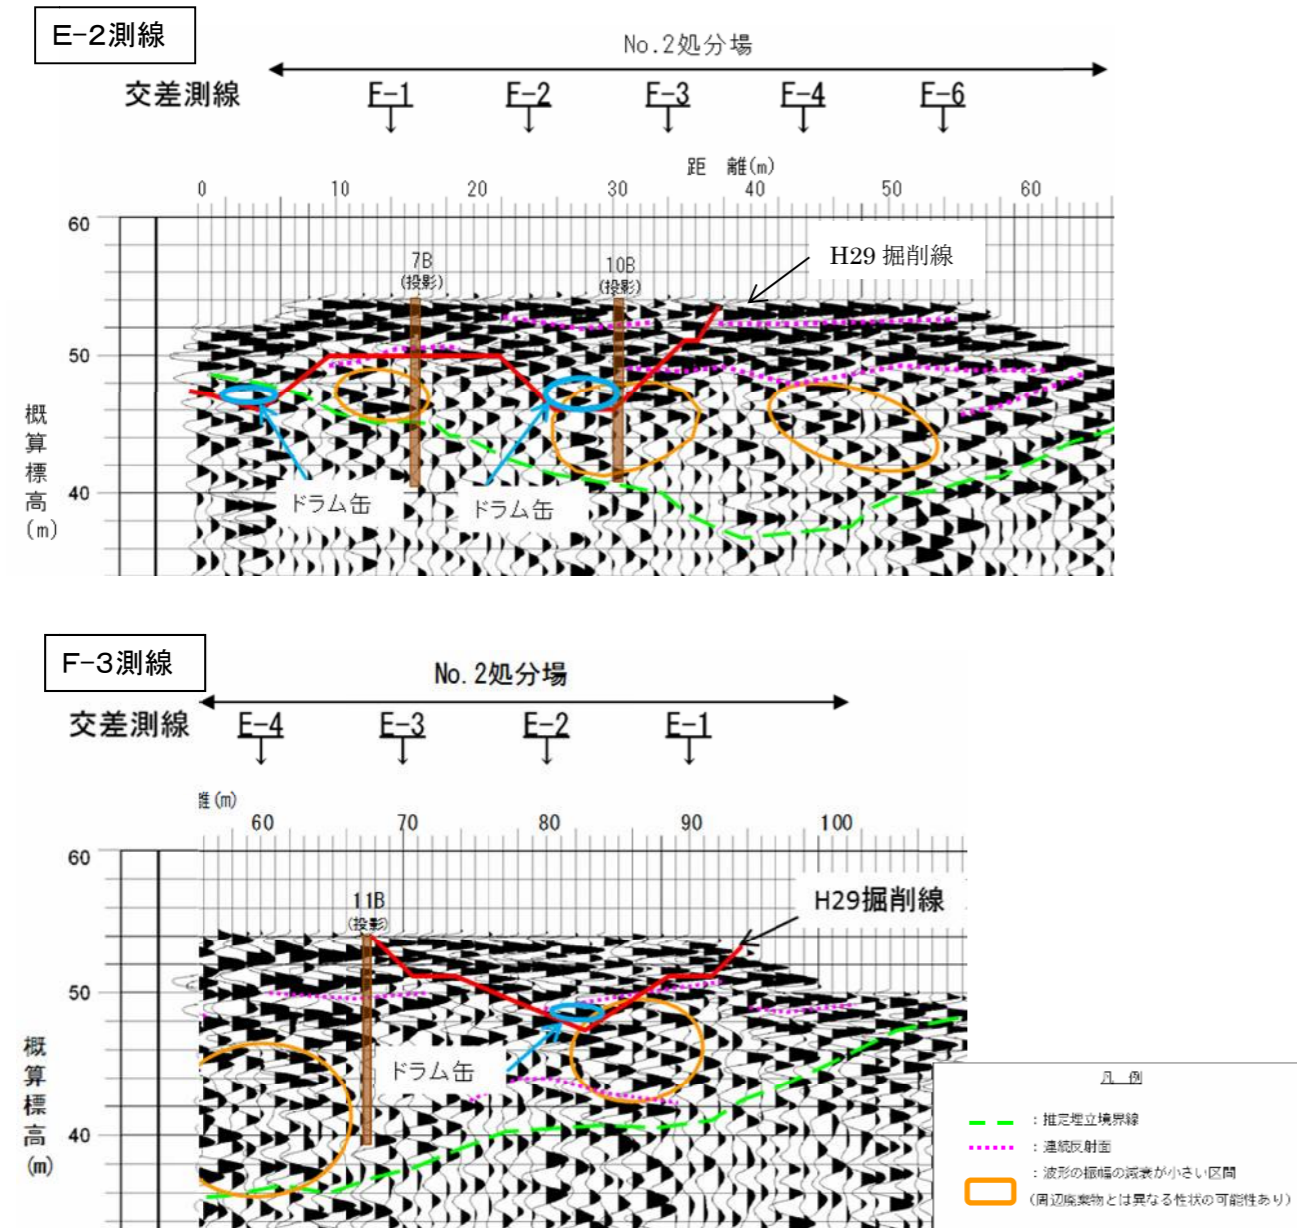 E-2測線
No.2処分場
交差測線
F-1
F-2
F-3
F-4
F-6
距 離(m)
0 10 20 30 40 50 60
60
50
40
概算標高(m)
7B
(投影)
10B
(投影)
H29 掘削線
ドラム缶
ドラム缶
F-3測線
No.2処分場
交差測線
E-4
E-3
E-2
E-1
離(m)
60 70 80 90 100
60
50
40
概算標高(m)
11B
(投影)
H29掘削線
ドラム缶
凡 例
:推定埋立境界線
:連続反射面
:波形の振幅の減衰が小さい区間
(周辺廃棄物とは異なる性状の可能性あり)